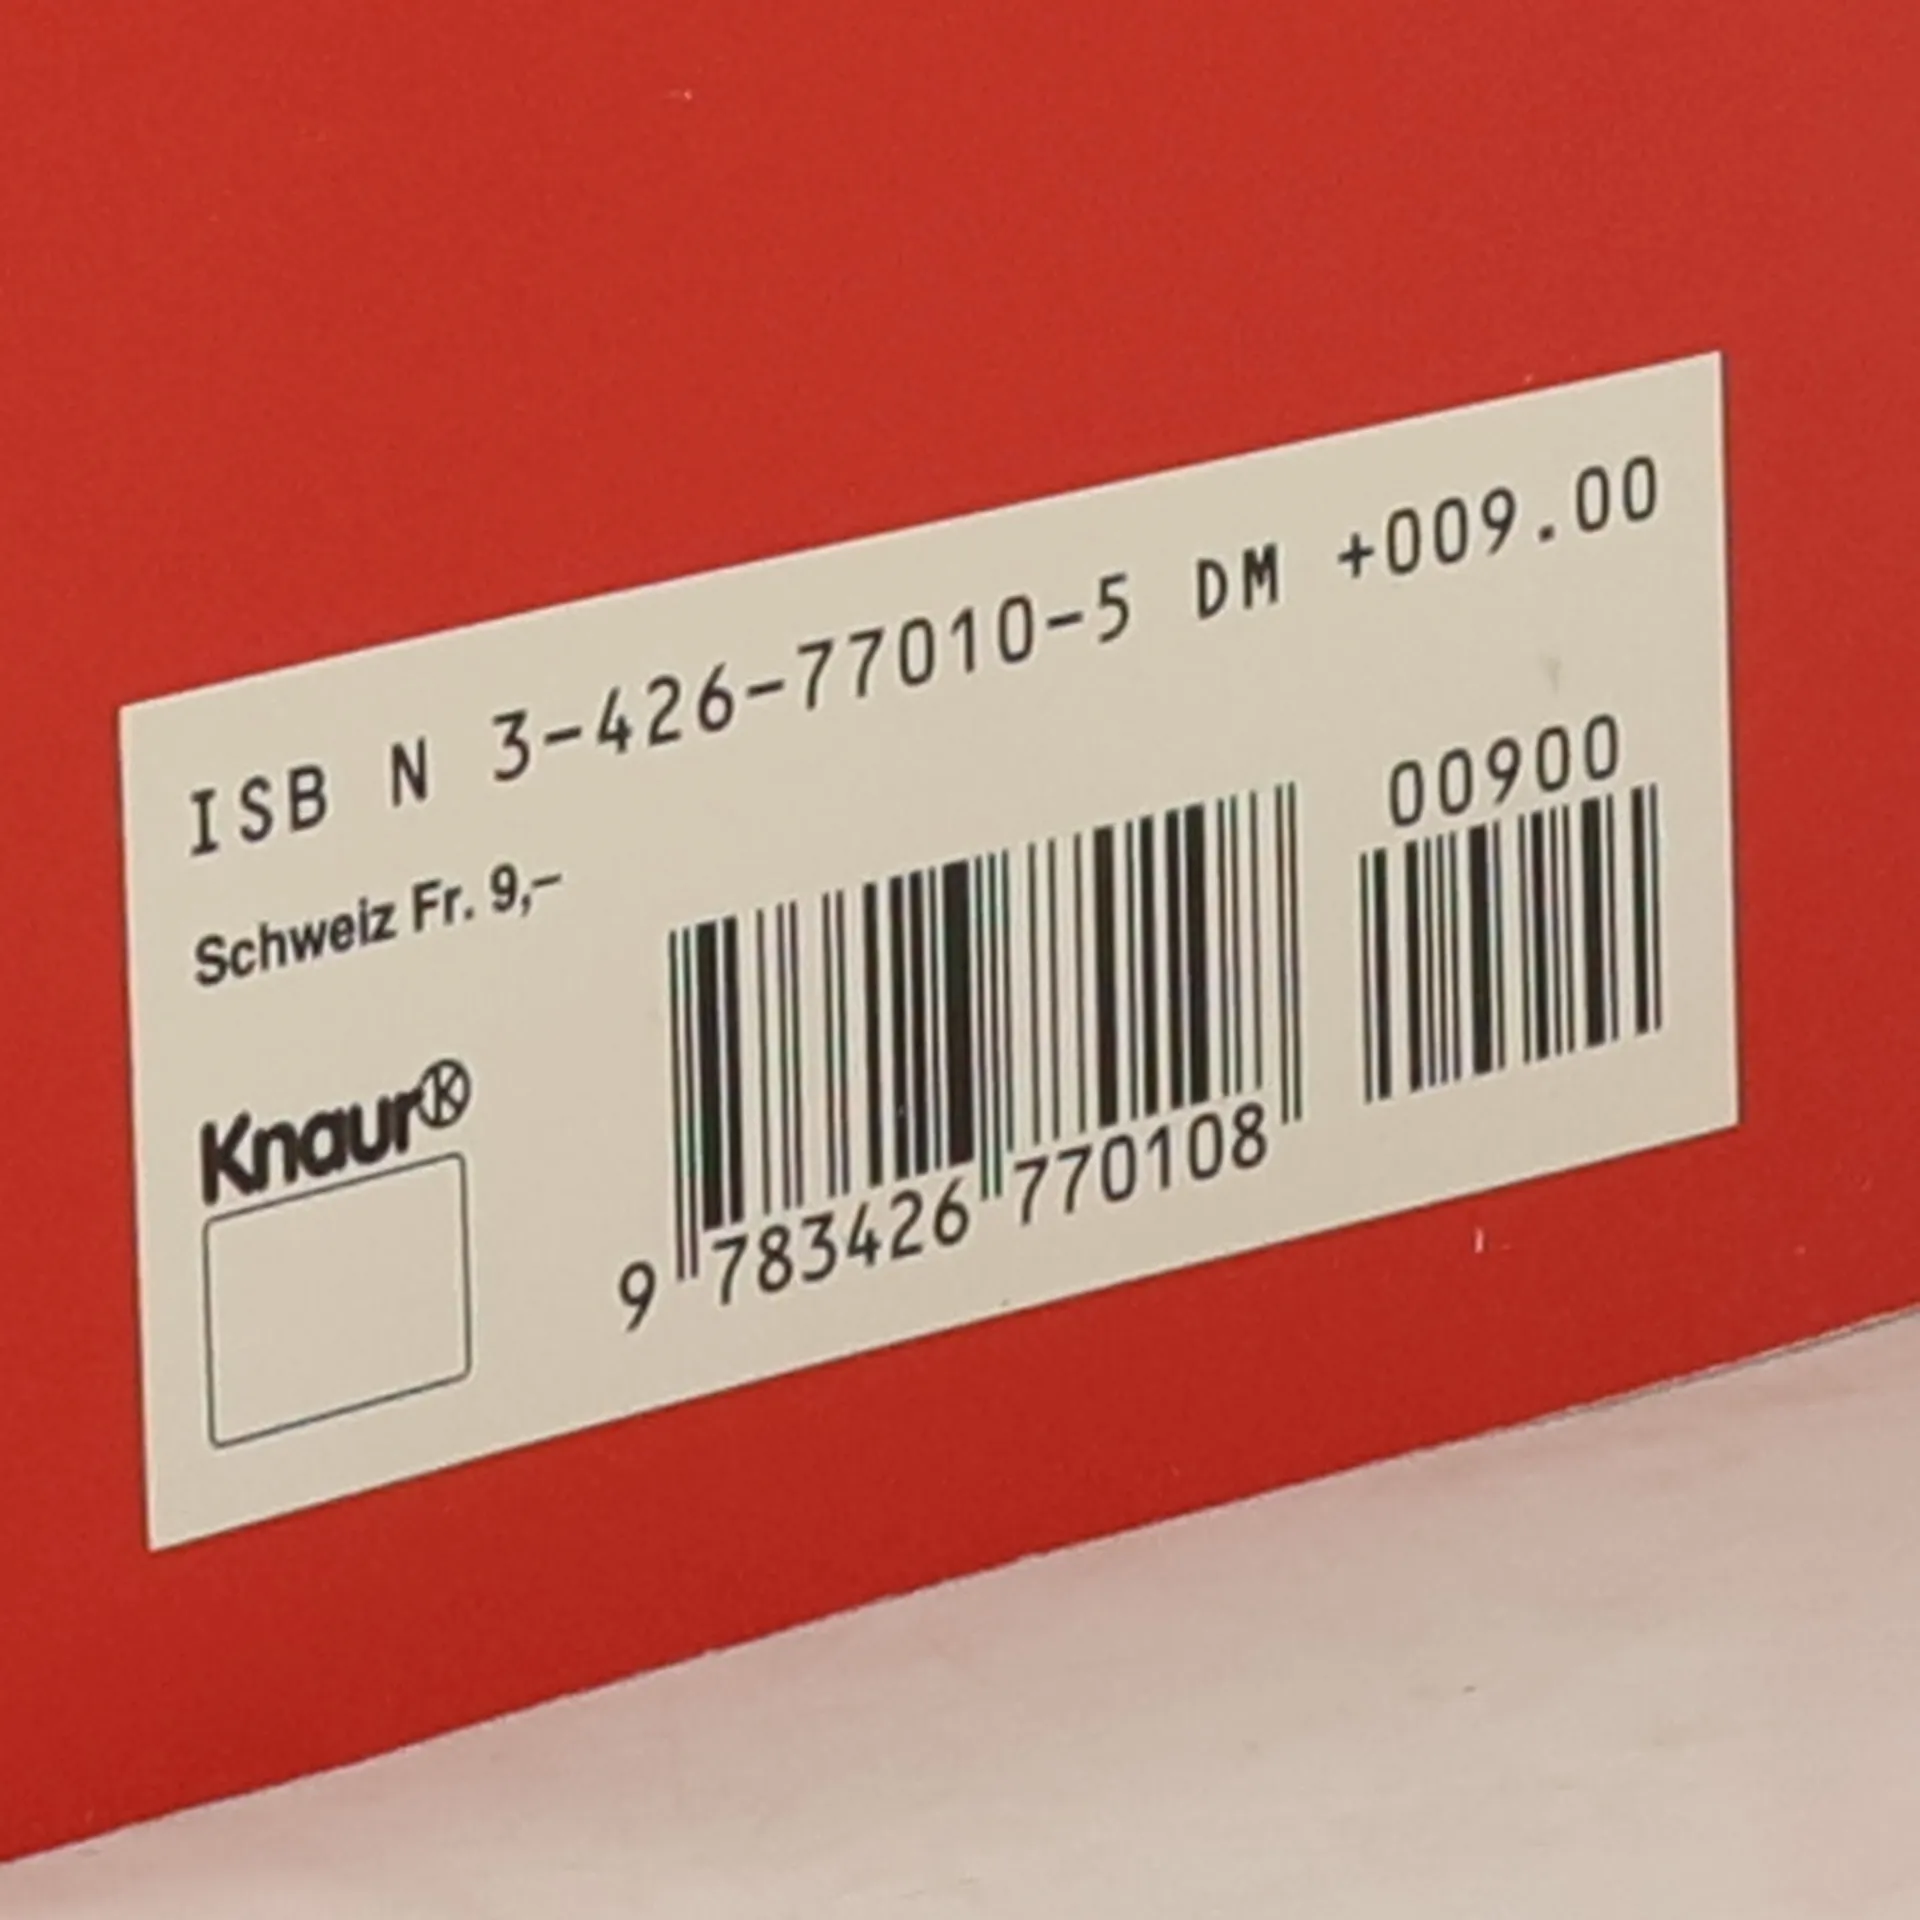 ISB N 3-426-77010-5 DM +009.00
Schweiz Fr. 9,–
00900
Knaur®
9 783426 770108